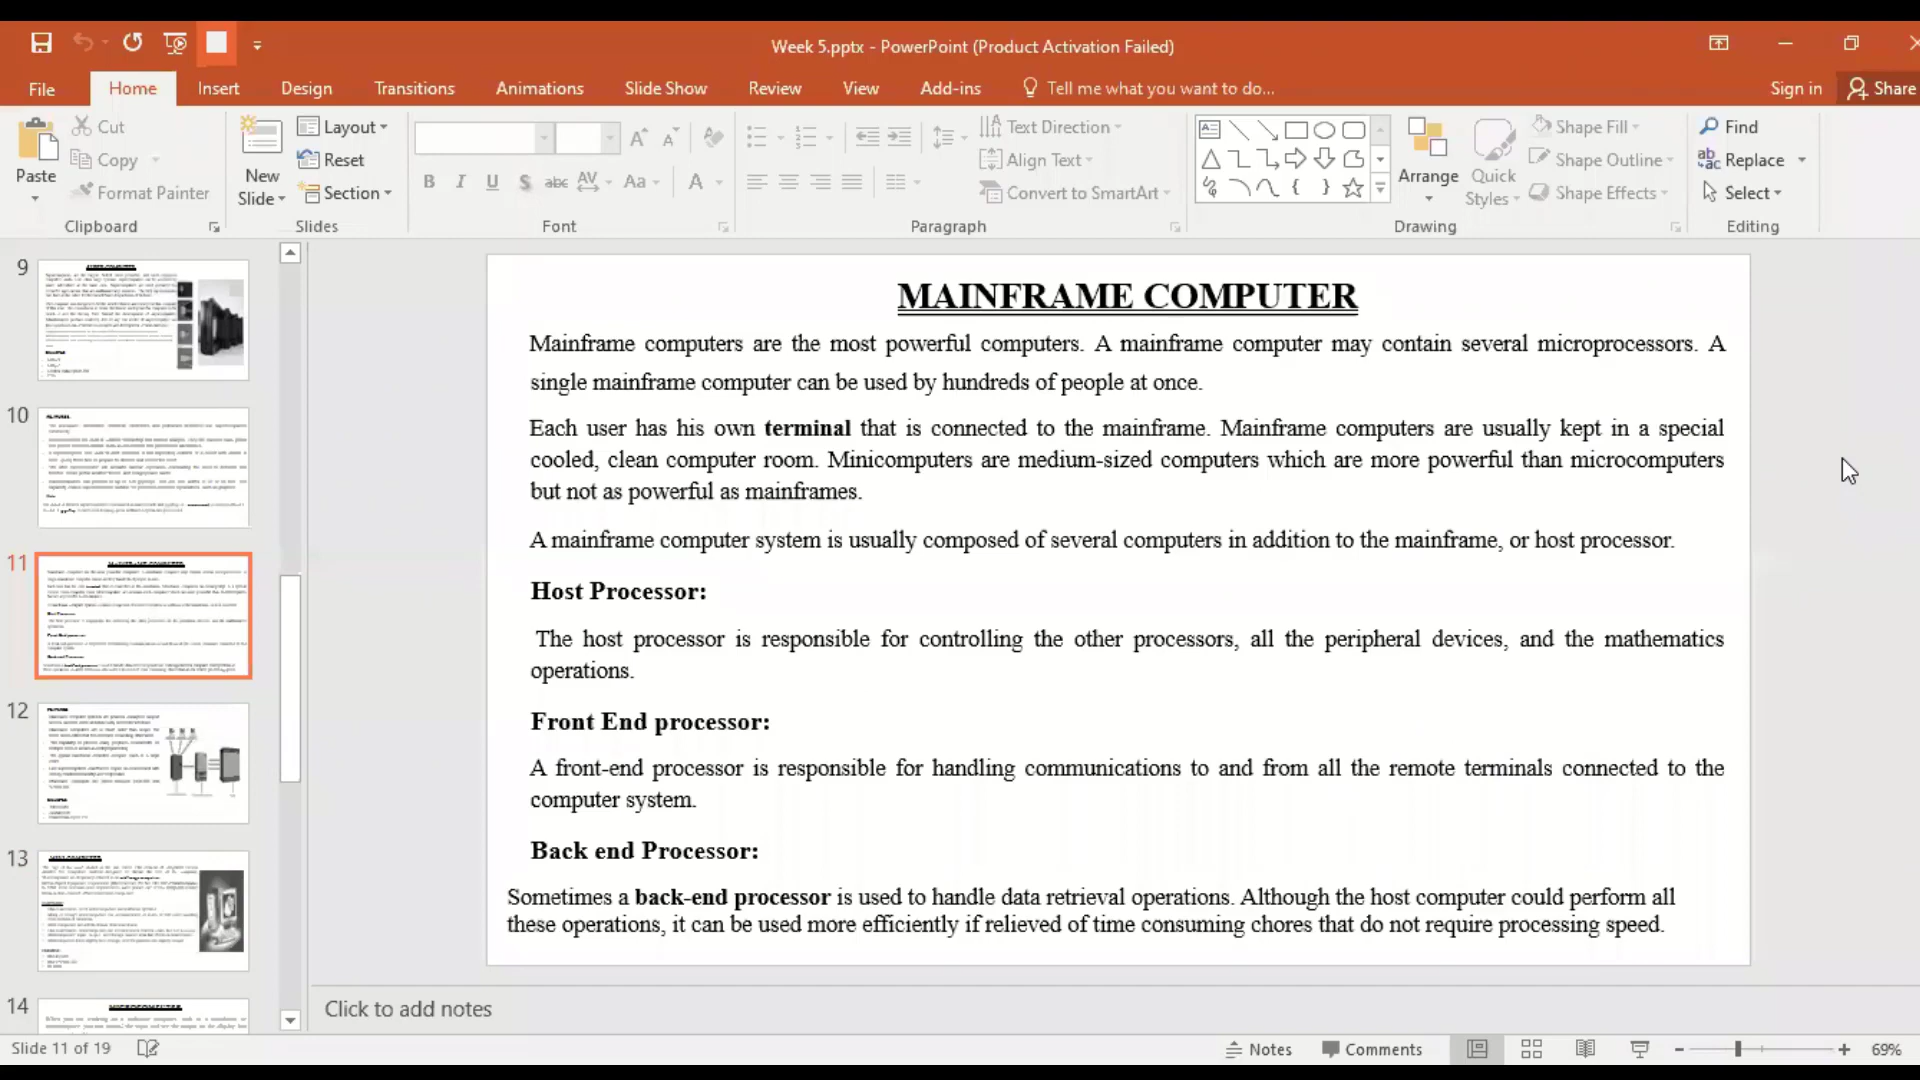 Week 5.pptx - PowerPoint (Product Activation Failed)
File Home Insert Design Transitions Animations Slide Show Review View Add-ins Tell me what you want to do... Sign in Share
Paste
Cut
Copy
Format Painter
Clipboard
New Slide
Layout
Reset
Section
Slides
B I U S abc AV Aa A
Font
Text Direction
Align Text
Convert to SmartArt
Paragraph
Arrange
Quick Styles
Shape Fill
Shape Outline
Shape Effects
Drawing
Find
Replace
Select
Editing
9
10
11
12
13
14
MAINFRAME COMPUTER
Mainframe computers are the most powerful computers. A mainframe computer may contain several microprocessors. A
single mainframe computer can be used by hundreds of people at once.
Each user has his own terminal that is connected to the mainframe. Mainframe computers are usually kept in a special
cooled, clean computer room. Minicomputers are medium-sized computers which are more powerful than microcomputers
but not as powerful as mainframes.
A mainframe computer system is usually composed of several computers in addition to the mainframe, or host processor.
Host Processor:
The host processor is responsible for controlling the other processors, all the peripheral devices, and the mathematics
operations.
Front End processor:
A front-end processor is responsible for handling communications to and from all the remote terminals connected to the
computer system.
Back end Processor:
Sometimes a back-end processor is used to handle data retrieval operations. Although the host computer could perform all
these operations, it can be used more efficiently if relieved of time consuming chores that do not require processing speed.
Click to add notes
Slide 11 of 19
Notes Comments 69%